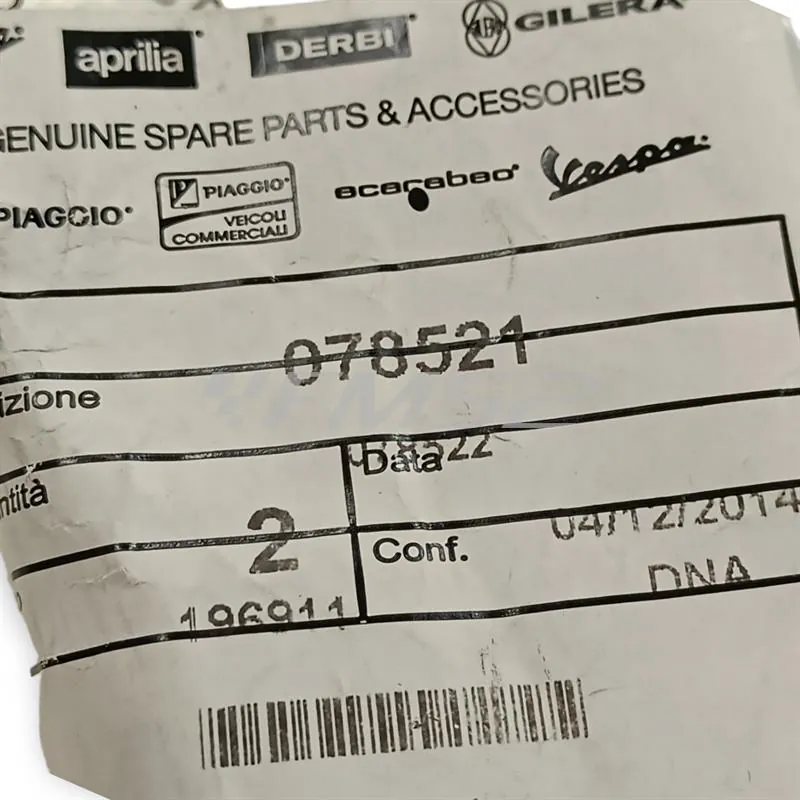 aprilia DERBI GILERA
GENUINE SPARE PARTS & ACCESSORIES
PIAGGIO PIAGGIO VEICOLI COMMERCIALI scarabeo Vespa
078521
izione
078522
Data
ntità
2
04/12/2014
Conf.
DNA
196911